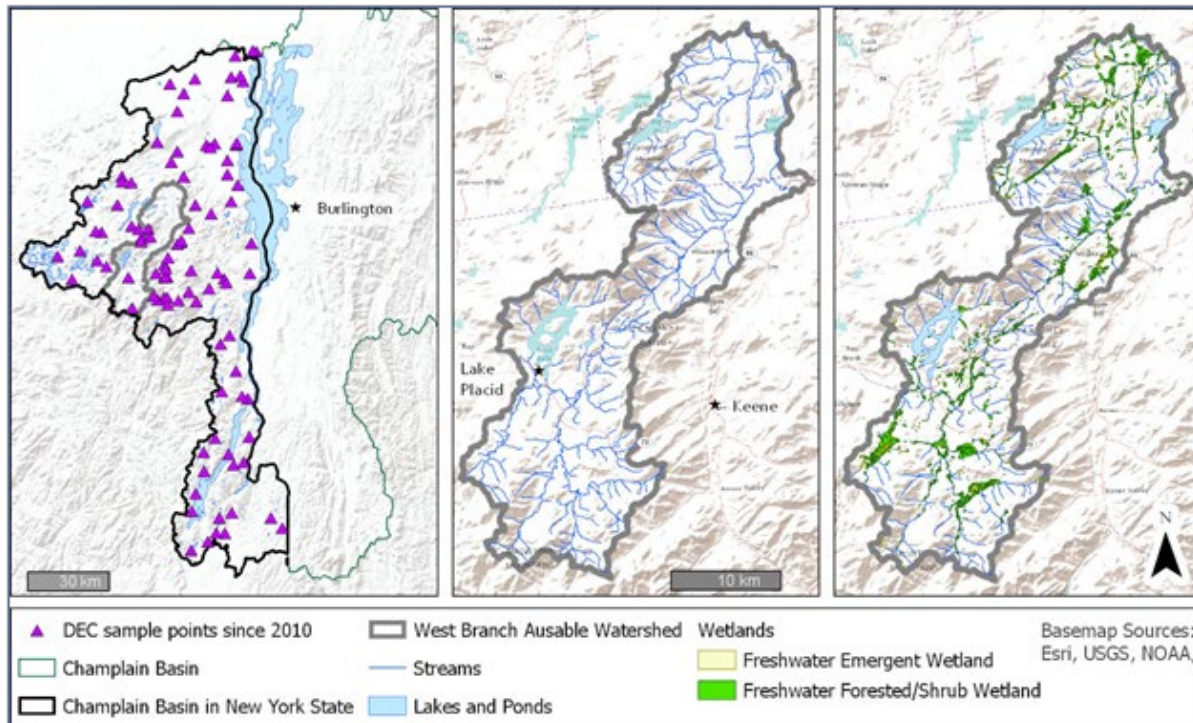 Burlington
30 km
Lake
Placid
Keene
10 km
N
DEC sample points since 2010
Champlain Basin
Champlain Basin in New York State
West Branch Ausable Watershed
Streams
Lakes and Ponds
Wetlands
Freshwater Emergent Wetland
Freshwater Forested/Shrub Wetland
Basemap Sources:
Esri, USGS, NOAA,